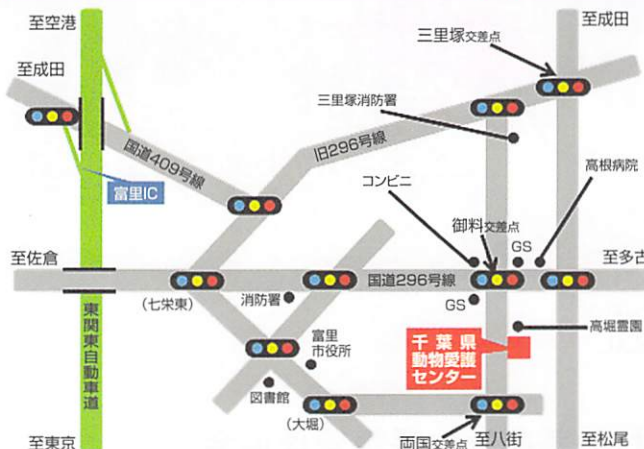 至空港
至成田
至成田
三里塚交差点
三里塚消防署
国道409号線
旧296号線
富里IC
コンビニ
高根病院
御料交差点
GS
至佐倉
国道296号線
至多古
(七栄東)
消防署
GS
東関東自動車道
高堀霊園
富里
市役所
千葉県
動物愛護
センター
図書館
(大堀)
至東京
両国交差点
至八街
至松尾